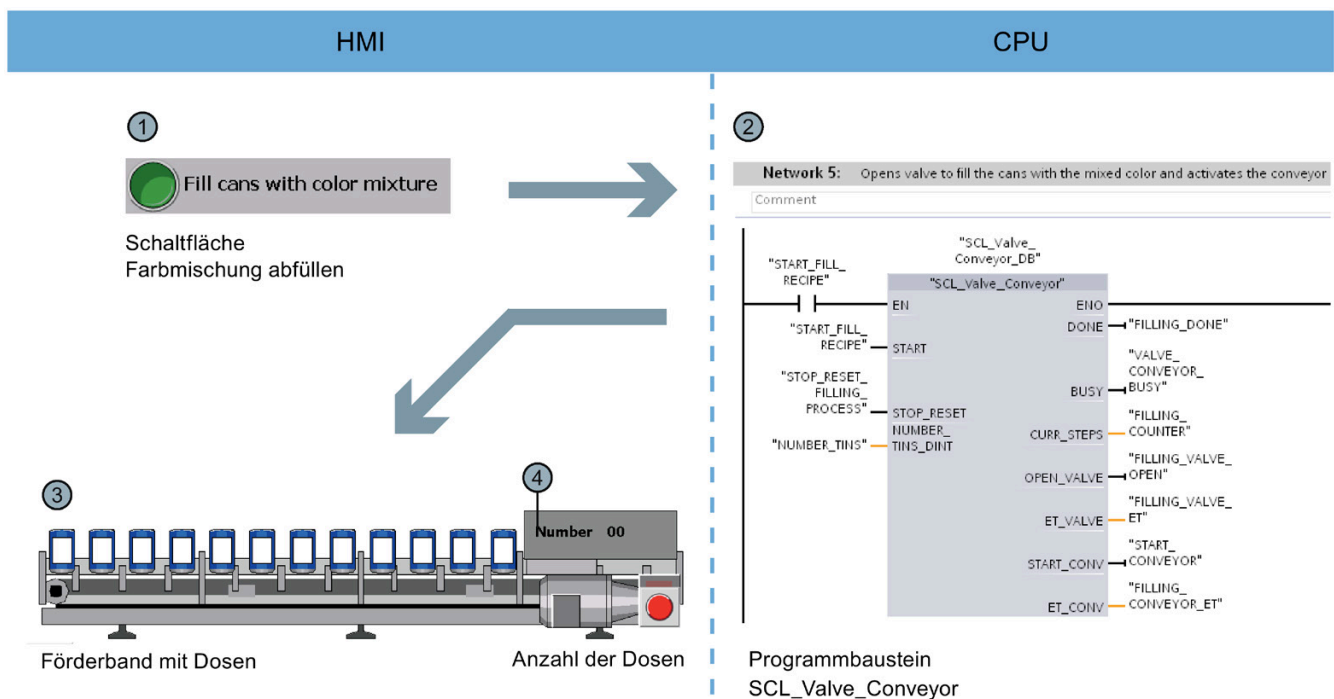 HMI
CPU
1
Fill cans with color mixture
Schaltfläche
Farbmischung abfüllen
2
Network 5: Opens valve to fill the cans with the mixed color and activates the conveyor
Comment
"SCL_Valve_
Conveyor_DB"
"START_FILL_
RECIPE"
"SCL_Valve_Conveyor"
EN
ENO
"START_FILL_
RECIPE"
START
DONE
"FILLING_DONE"
"STOP_RESET_
FILLING_
PROCESS"
STOP_RESET
BUSY
"VALVE_
CONVEYOR_
BUSY"
"NUMBER_TINS"
NUMBER_
TINS_DINT
CURR_STEPS
"FILLING_
COUNTER"
OPEN_VALVE
"FILLING_VALVE_
OPEN"
ET_VALVE
"FILLING_VALVE_
ET"
START_CONV
"START_
CONVEYOR"
ET_CONV
"FILLING_
CONVEYOR_ET"
3
4
Number 00
Förderband mit Dosen
Anzahl der Dosen
Programmbaustein
SCL_Valve_Conveyor